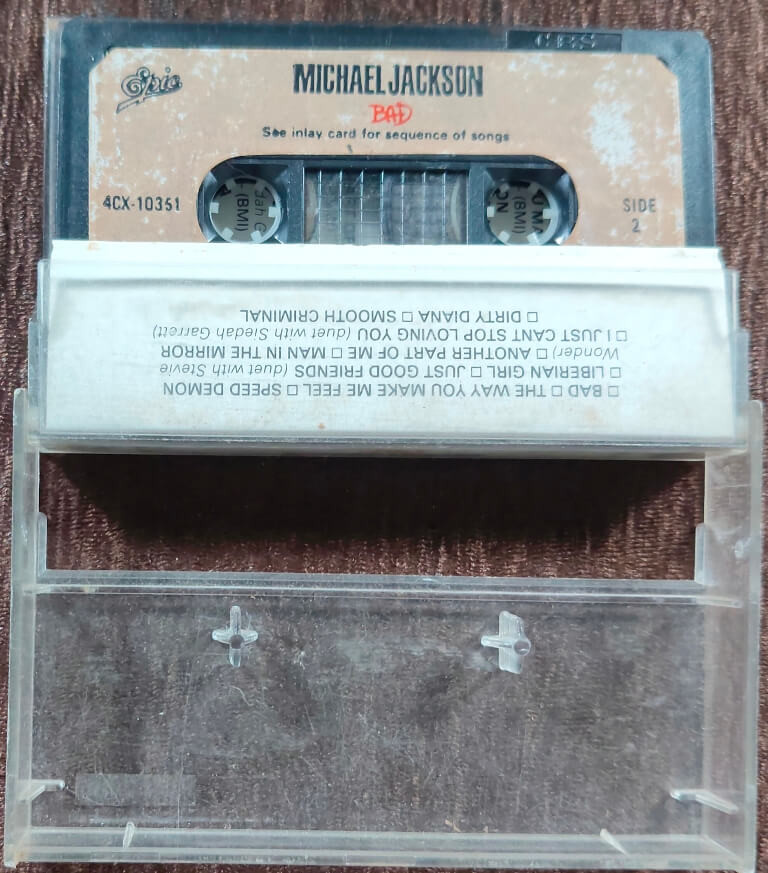 CBS
Epic
MICHAEL JACKSON
BAD
See inlay card for sequence of songs
4CX-10351
SIDE
2
□ BAD □ THE WAY YOU MAKE ME FEEL □ SPEED DEMON
□ LIBERIAN GIRL □ JUST GOOD FRIENDS (duet with Stevie
Wonder) □ ANOTHER PART OF ME □ MAN IN THE MIRROR
□ I JUST CANT STOP LOVING YOU (duet with Siedah Garrett)
□ DIRTY DIANA □ SMOOTH CRIMINAL
(BMI)
(BMI)